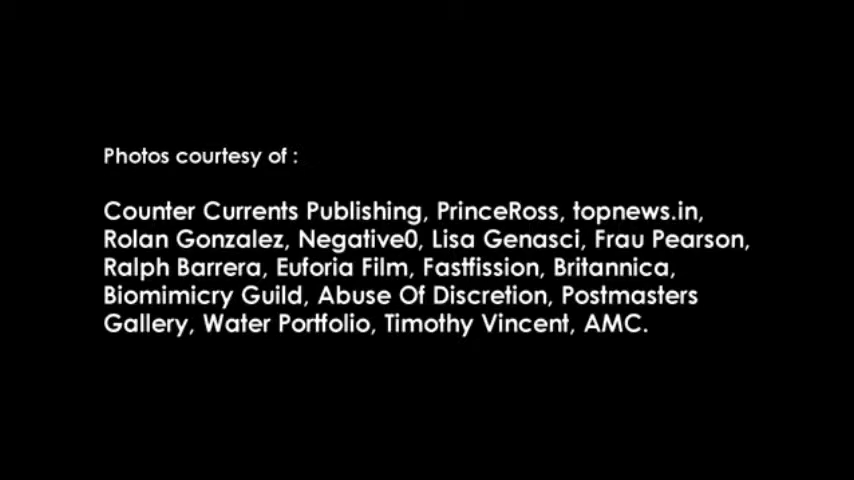 Photos courtesy of :
Counter Currents Publishing, PrinceRoss, topnews.in,
Rolan Gonzalez, Negative0, Lisa Genasci, Frau Pearson,
Ralph Barrera, Euforia Film, Fastfission, Britannica,
Biomimicry Guild, Abuse Of Discretion, Postmasters
Gallery, Water Portfolio, Timothy Vincent, AMC.